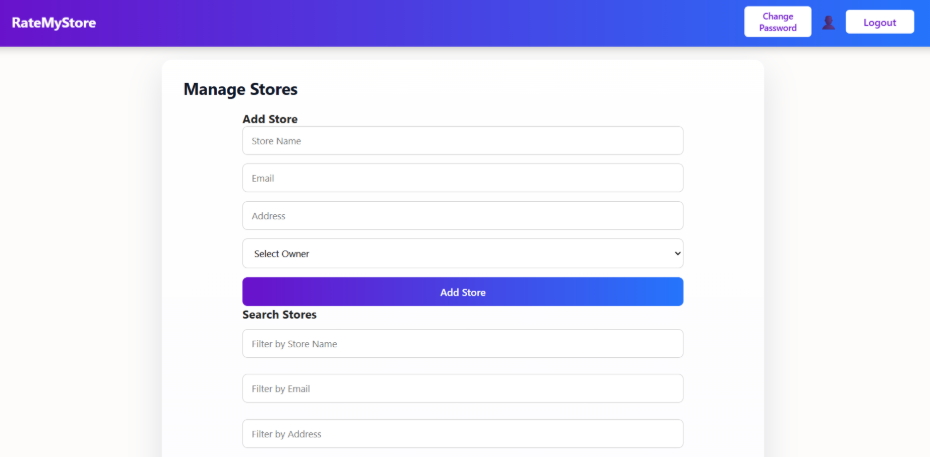 RateMyStore
Change
Password
Logout
Manage Stores
Add Store
Store Name
Email
Address
Select Owner
Add Store
Search Stores
Filter by Store Name
Filter by Email
Filter by Address